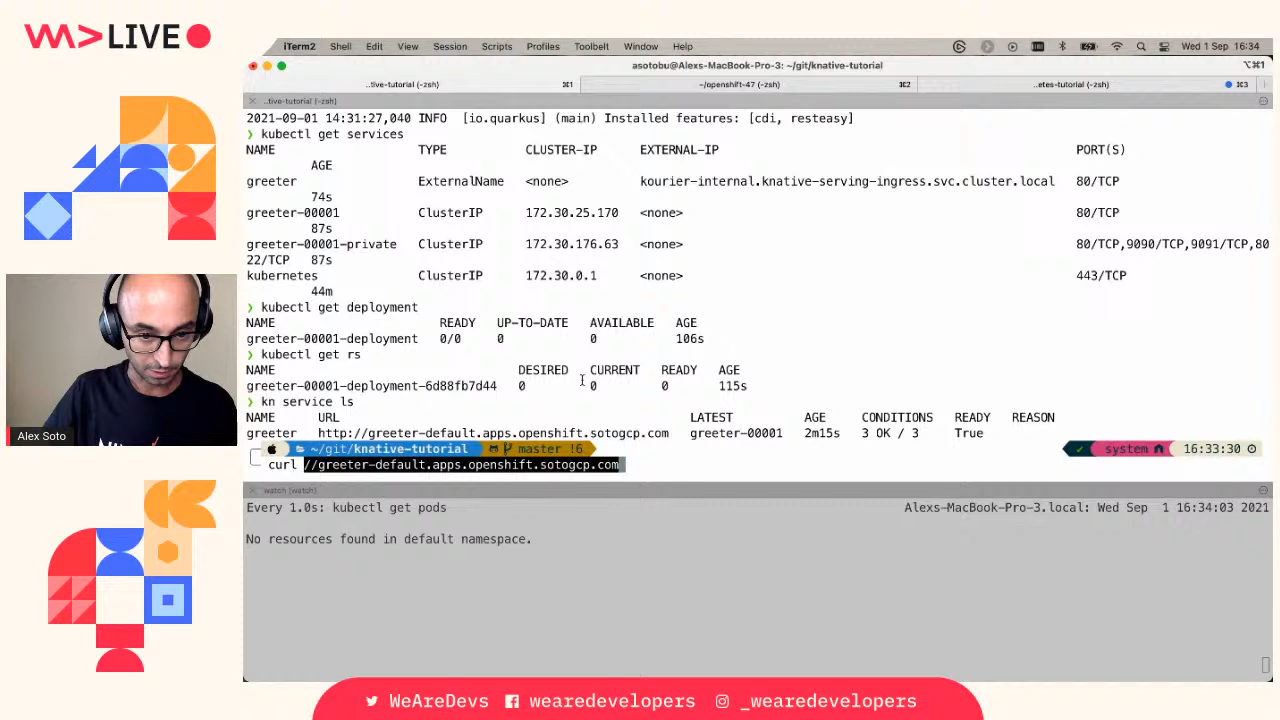 WA>LIVE
iTerm2 Shell Edit View Session Scripts Profiles Toolbelt Window Help Wed 1 Sep 16:34
asotobu@Alexs-MacBook-Pro-3: ~/git/knative-tutorial ⌥⌘1
..tive-tutorial (-zsh) ⌘1 ~/openshift-47 (-zsh) ⌘2 ..etes-tutorial (-zsh) ⌘3
..tive-tutorial (-zsh)
2021-09-01 14:31:27,040 INFO [io.quarkus] (main) Installed features: [cdi, resteasy]
❯ kubectl get services
NAME TYPE CLUSTER-IP EXTERNAL-IP PORT(S)
AGE
greeter ExternalName <none> kourier-internal.knative-serving-ingress.svc.cluster.local 80/TCP
74s
greeter-00001 ClusterIP 172.30.25.170 <none> 80/TCP
87s
greeter-00001-private ClusterIP 172.30.176.63 <none> 80/TCP,9090/TCP,9091/TCP,80
22/TCP 87s
kubernetes ClusterIP 172.30.0.1 <none> 443/TCP
44m
❯ kubectl get deployment
NAME READY UP-TO-DATE AVAILABLE AGE
greeter-00001-deployment 0/0 0 0 106s
❯ kubectl get rs
NAME DESIRED CURRENT READY AGE
greeter-00001-deployment-6d88fb7d44 0 0 0 115s
❯ kn service ls
NAME URL LATEST AGE CONDITIONS READY REASON
greeter http://greeter-default.apps.openshift.sotogcp.com greeter-00001 2m15s 3 OK / 3 True
~/git/knative-tutorial master !6 ✓ system 16:33:30
curl //greeter-default.apps.openshift.sotogcp.com
watch (watch)
Every 1.0s: kubectl get pods Alexs-MacBook-Pro-3.local: Wed Sep 1 16:34:03 2021
No resources found in default namespace.
Alex Soto
WeAreDevs wearedevelopers _wearedevelopers